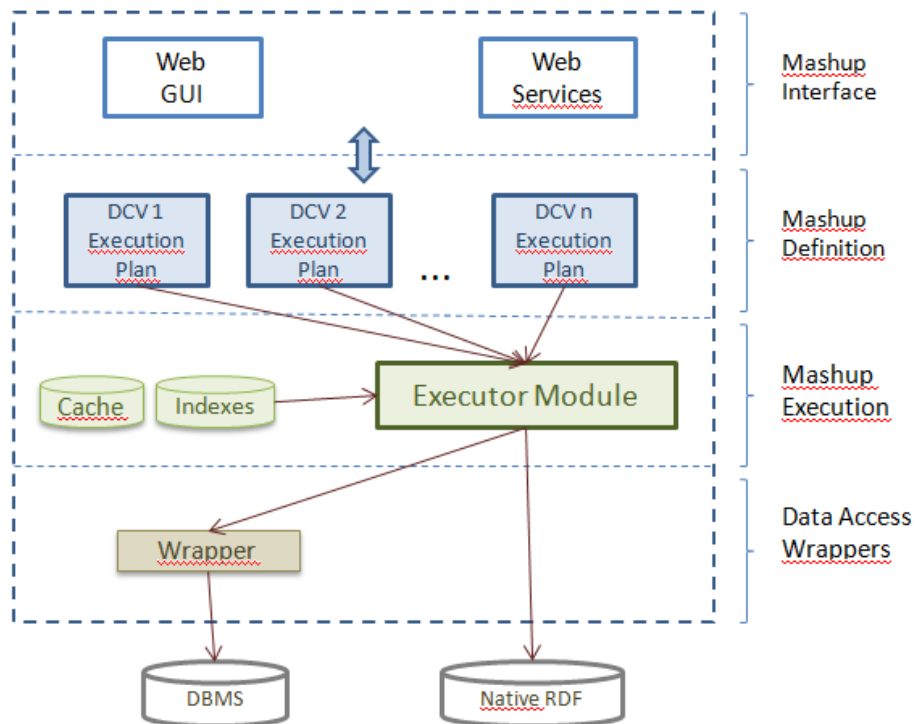 Web
GUI
Web
Services
Mashup
Interface
DCV 1
Execution
Plan
DCV 2
Execution
Plan
...
DCV n
Execution
Plan
Mashup
Definition
Cache
Indexes
Executor Module
Mashup
Execution
Wrapper
Data Access
Wrappers
DBMS
Native RDF